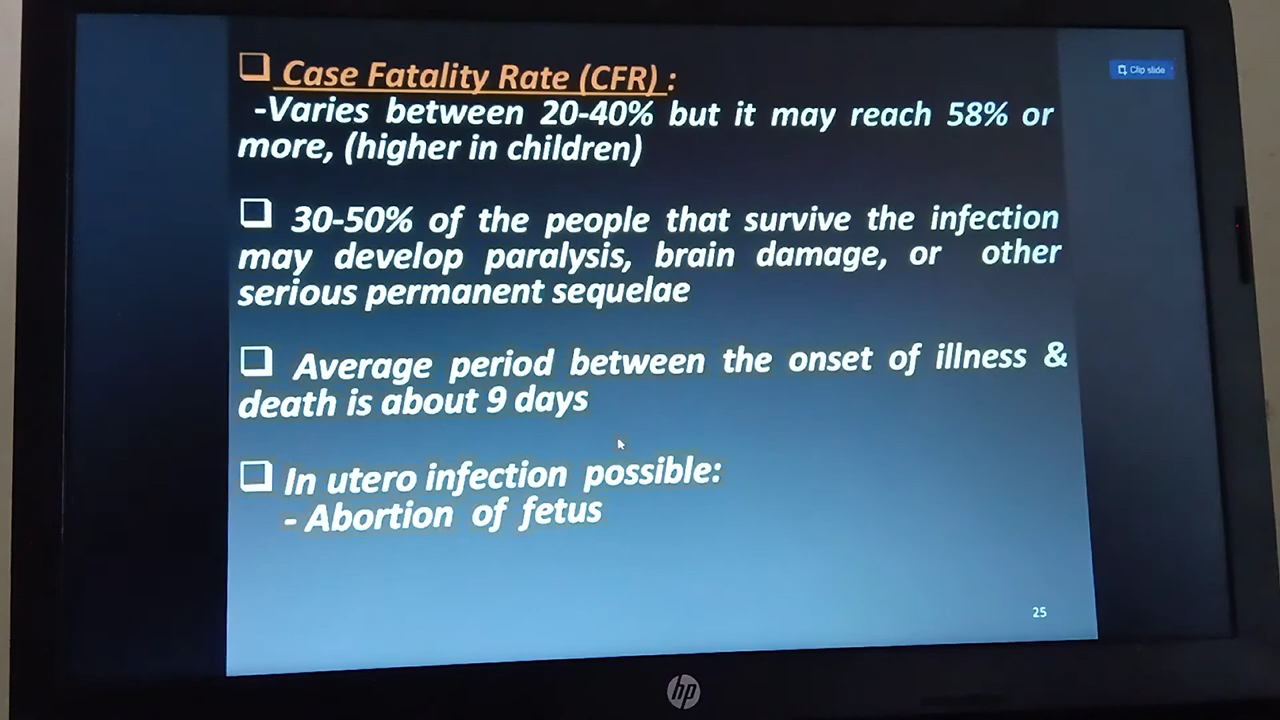 Clip slide
❑ Case Fatality Rate (CFR) :
-Varies between 20-40% but it may reach 58% or
more, (higher in children)
❑ 30-50% of the people that survive the infection
may develop paralysis, brain damage, or other
serious permanent sequelae
❑ Average period between the onset of illness &
death is about 9 days
❑ In utero infection possible:
- Abortion of fetus
25
hp